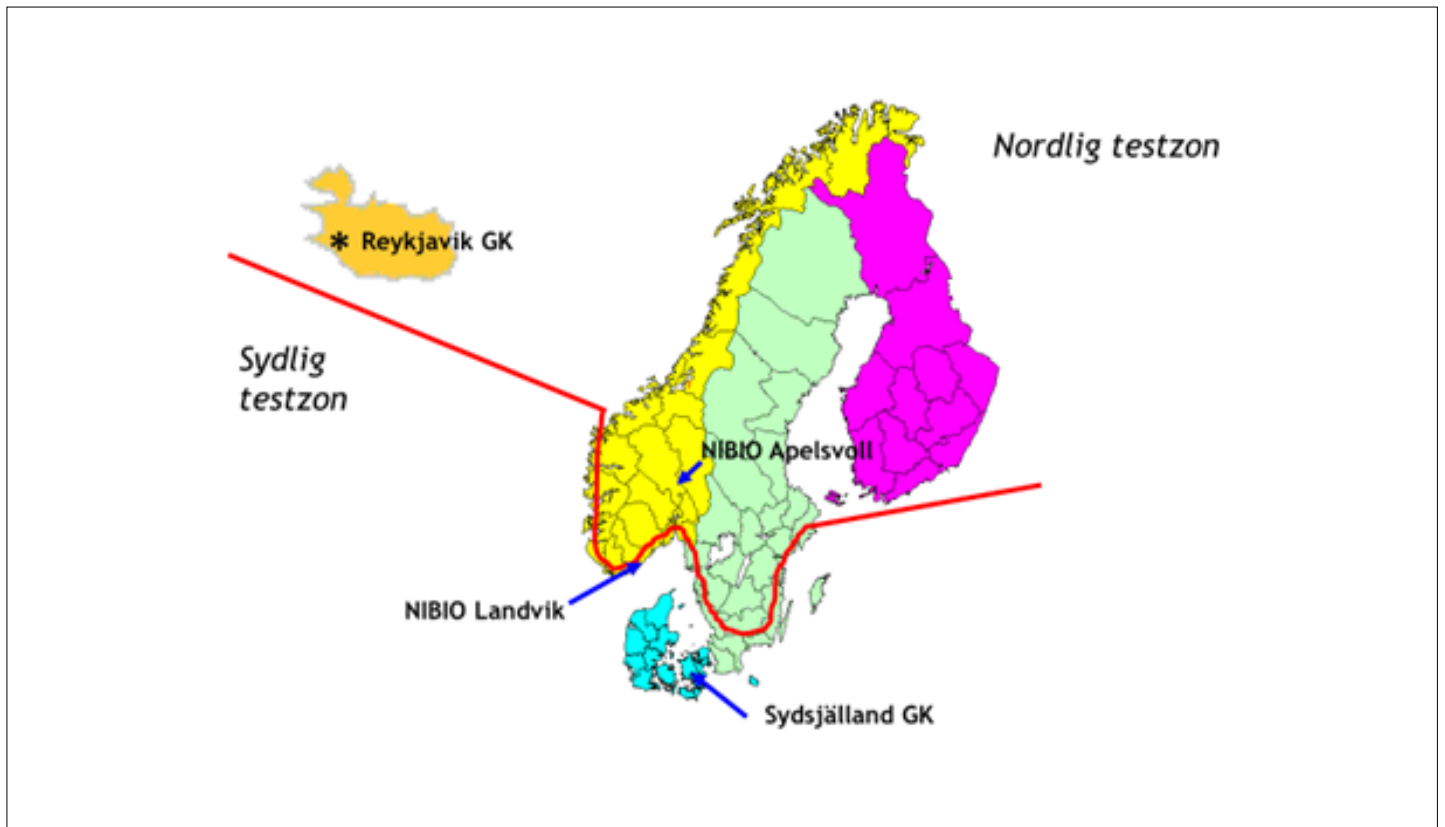 Nordlig testzon
* Reykjavik GK
Sydlig
testzon
NIBIO Apelsvoll
NIBIO Landvik
Sydsjälland GK